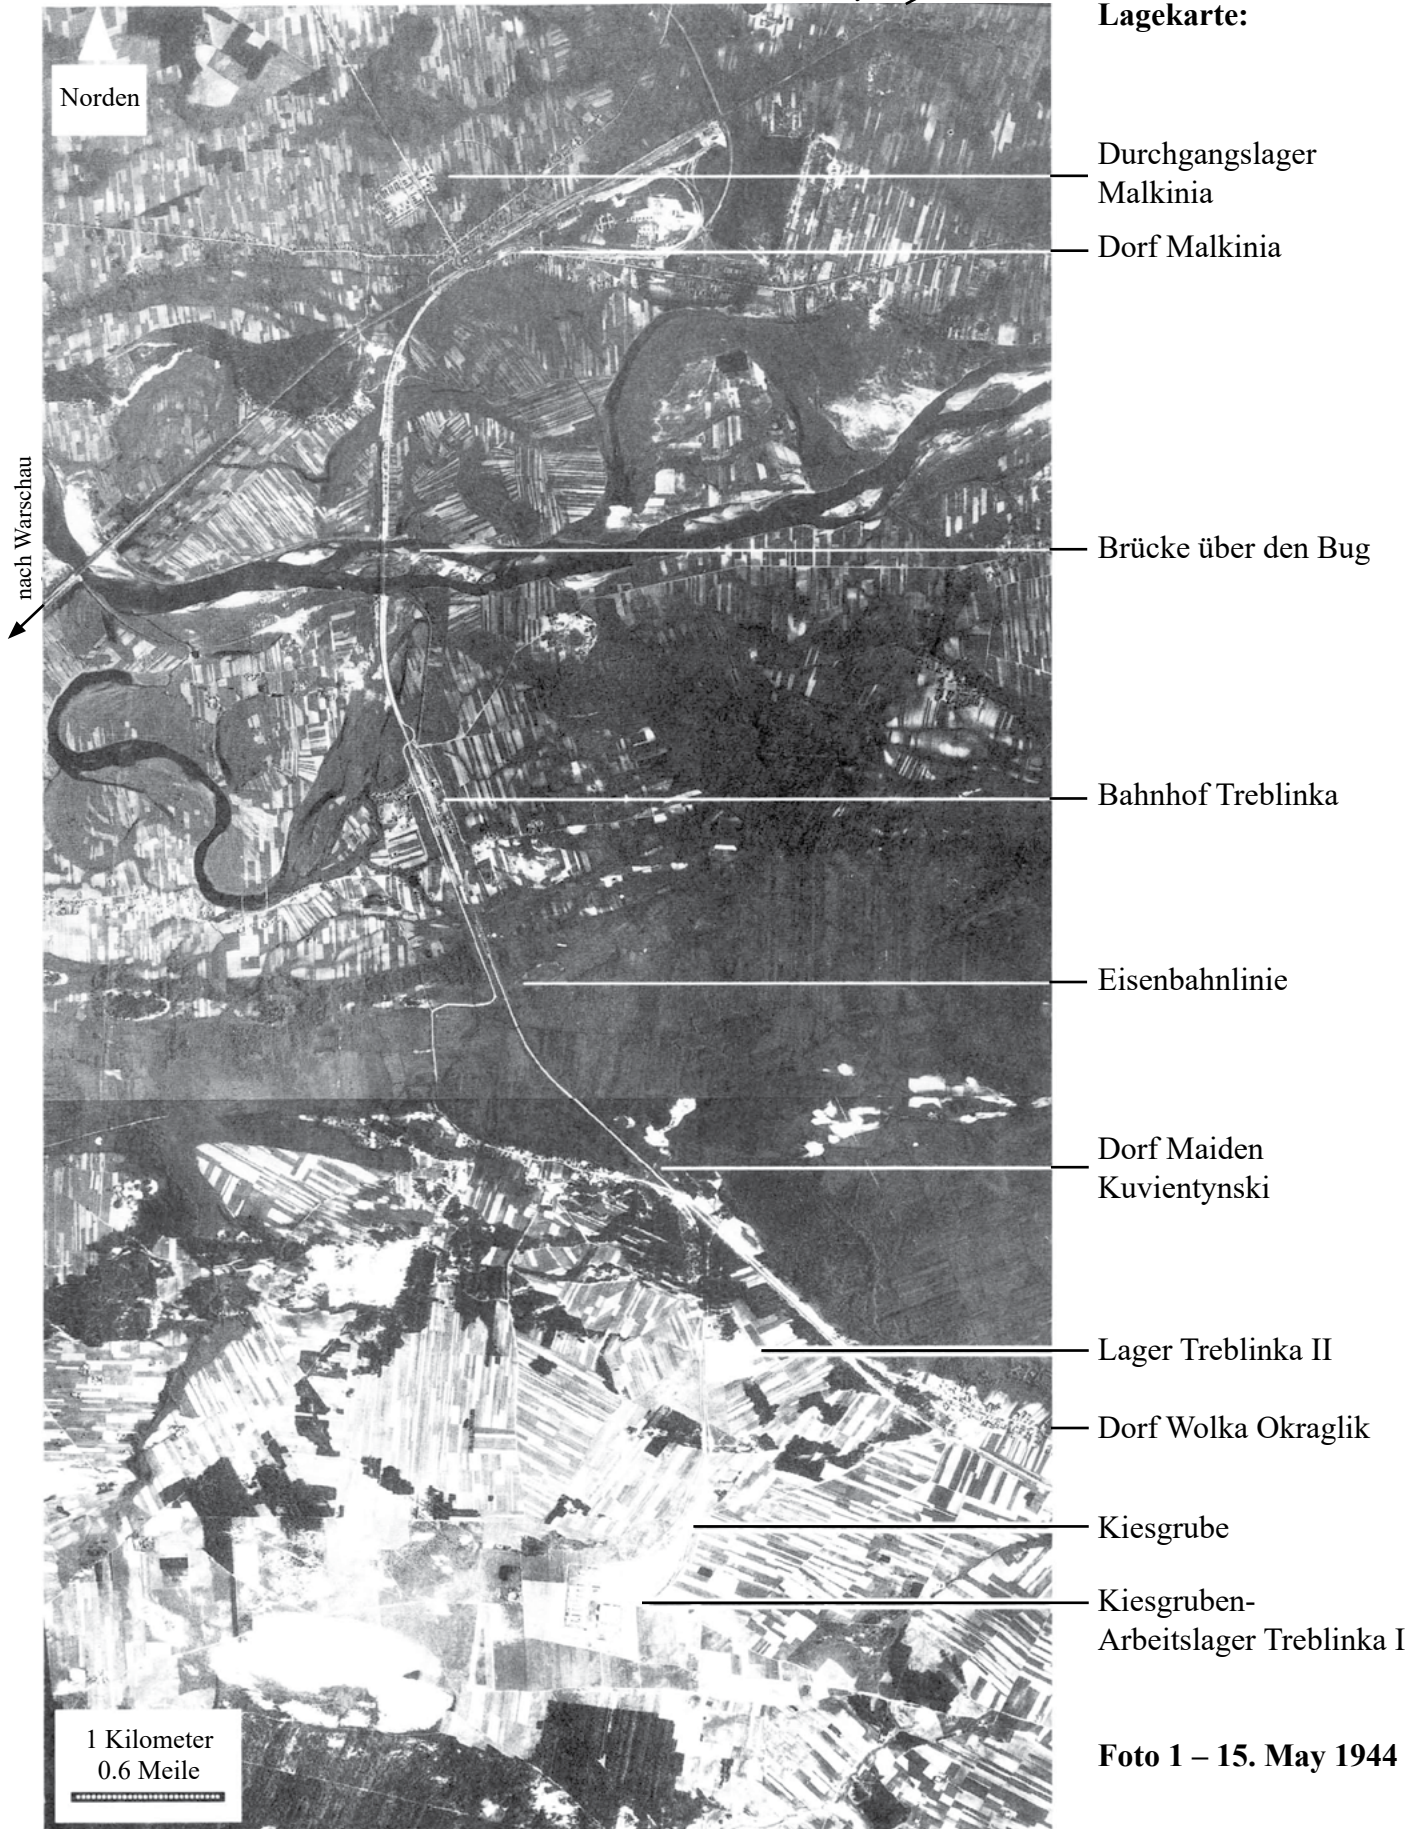 Lagekarte:
Norden
Durchgangslager
Malkinia
Dorf Malkinia
nach Warschau
Brücke über den Bug
Bahnhof Treblinka
Eisenbahnlinie
Dorf Maiden
Kuvientynski
Lager Treblinka II
Dorf Wolka Okraglik
Kiesgrube
Kiesgruben-
Arbeitslager Treblinka I
1 Kilometer
0.6 Meile
Foto 1 – 15. May 1944